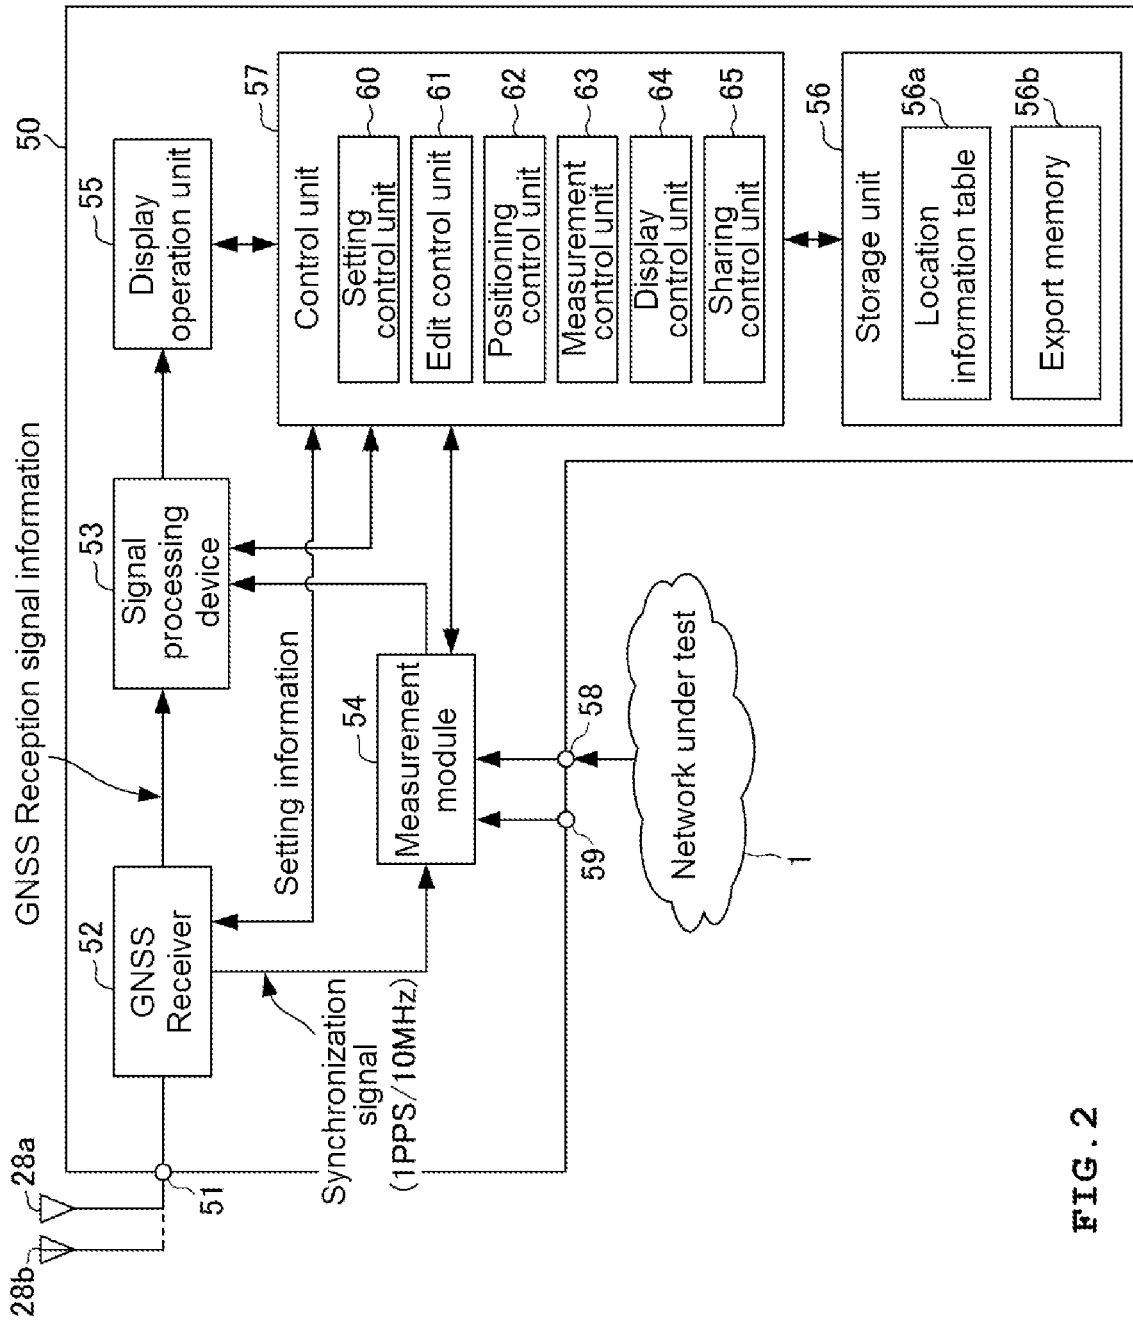 50
GNSS Reception signal information
28b
28a
51
52
GNSS
Receiver
53
Signal
processing
device
55
Display
operation unit
Setting information
Synchronization
signal
(1PPS/10MHz)
54
Measurement
module
59
58
Network under test
1
57
Control unit
Setting
control unit
60
Edit control unit
61
Positioning
control unit
62
Measurement
control unit
63
Display
control unit
64
Sharing
control unit
65
56
Storage unit
Location
information table
56a
Export memory
56b
FIG.2